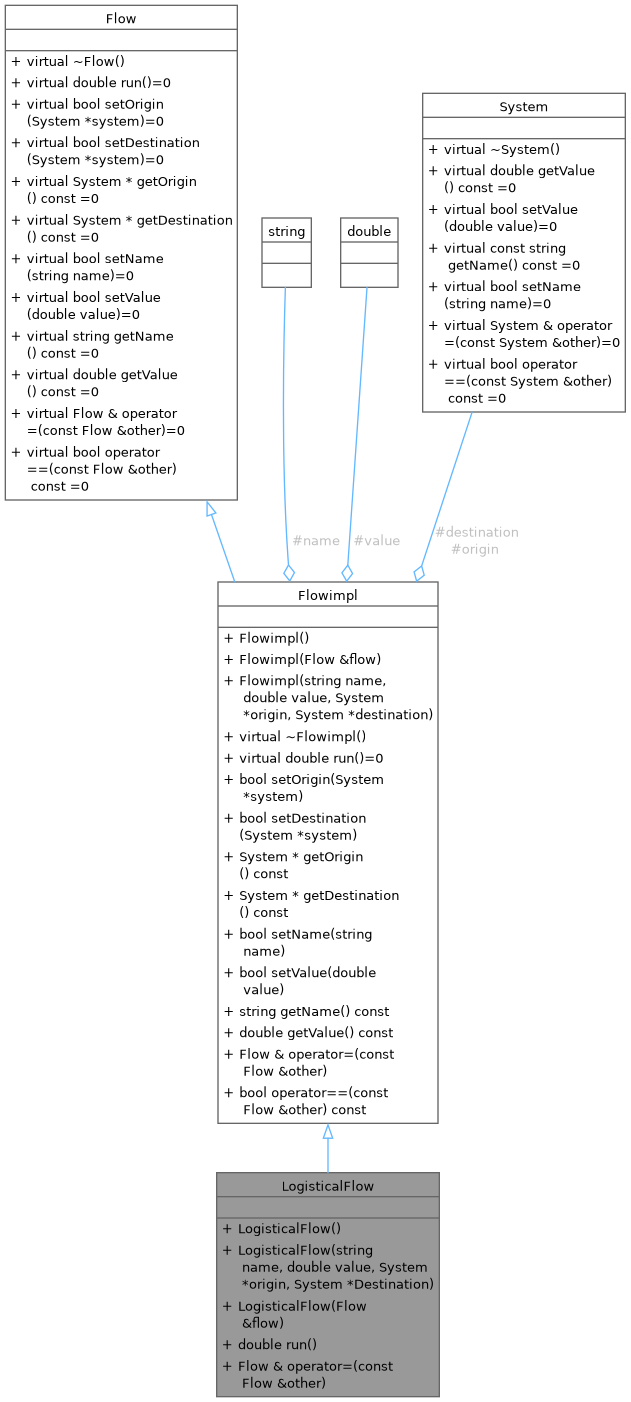 Flow
+ virtual ~Flow()
+ virtual double run()=0
+ virtual bool setOrigin
(System *system)=0
+ virtual bool setDestination
(System *system)=0
+ virtual System * getOrigin
() const =0
+ virtual System * getDestination
() const =0
+ virtual bool setName
(string name)=0
+ virtual bool setValue
(double value)=0
+ virtual string getName
() const =0
+ virtual double getValue
() const =0
+ virtual Flow & operator
=(const Flow &other)=0
+ virtual bool operator
==(const Flow &other)
const =0
string
double
System
+ virtual ~System()
+ virtual double getValue
() const =0
+ virtual bool setValue
(double value)=0
+ virtual const string
getName() const =0
+ virtual bool setName
(string name)=0
+ virtual System & operator
=(const System &other)=0
+ virtual bool operator
==(const System &other)
const =0
#name
#value
#destination
#origin
Flowimpl
+ Flowimpl()
+ Flowimpl(Flow &flow)
+ Flowimpl(string name,
double value, System
*origin, System *destination)
+ virtual ~Flowimpl()
+ virtual double run()=0
+ bool setOrigin(System
*system)
+ bool setDestination
(System *system)
+ System * getOrigin
() const
+ System * getDestination
() const
+ bool setName(string
name)
+ bool setValue(double
value)
+ string getName() const
+ double getValue() const
+ Flow & operator=(const
Flow &other)
+ bool operator==(const
Flow &other) const
LogisticalFlow
+ LogisticalFlow()
+ LogisticalFlow(string
name, double value, System
*origin, System *Destination)
+ LogisticalFlow(Flow
&flow)
+ double run()
+ Flow & operator=(const
Flow &other)